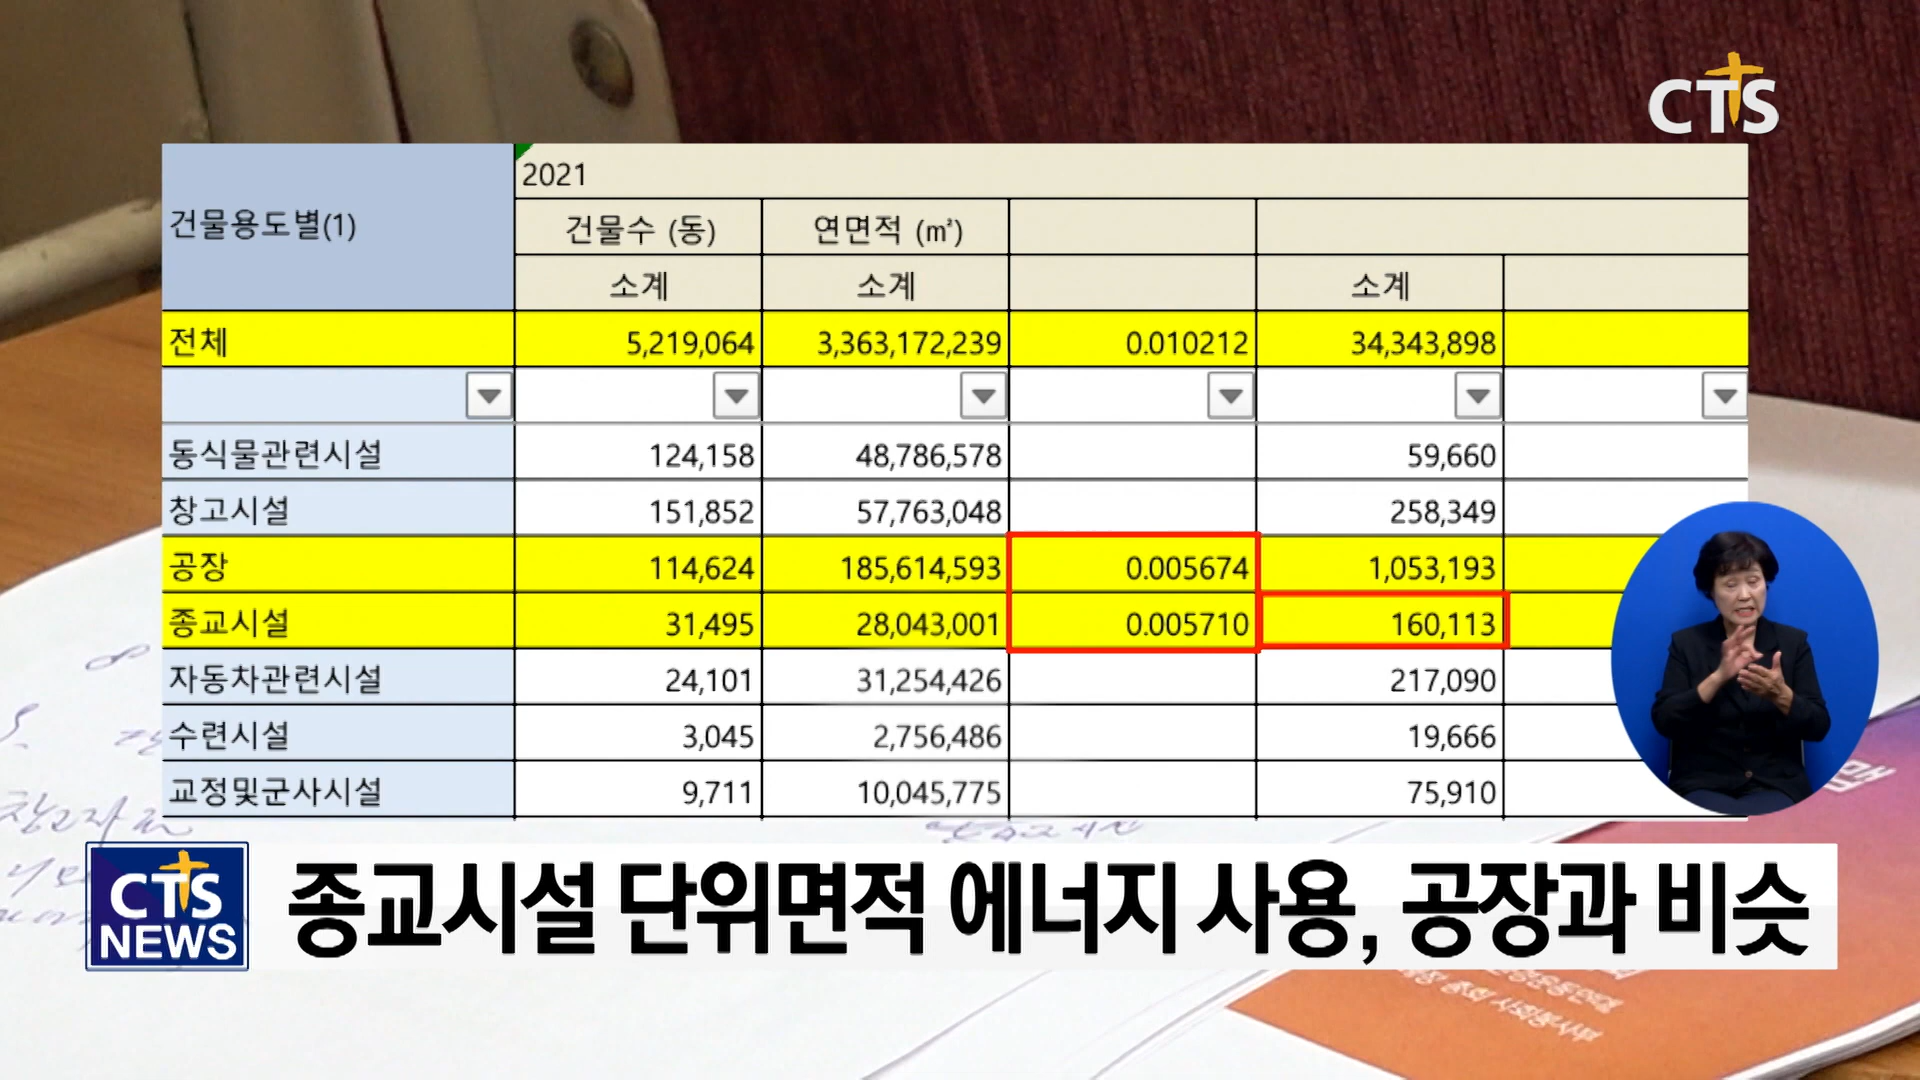 CTS
건물용도별(1)
2021
건물수 (동) 연면적 (㎡)
소계 소계 소계
전체 5,219,064 3,363,172,239 0.010212 34,343,898
동식물관련시설 124,158 48,786,578 59,660
창고시설 151,852 57,763,048 258,349
공장 114,624 185,614,593 0.005674 1,053,193
종교시설 31,495 28,043,001 0.005710 160,113
자동차관련시설 24,101 31,254,426 217,090
수련시설 3,045 2,756,486 19,666
교정및군사시설 9,711 10,045,775 75,910
CTS
NEWS
종교시설 단위면적 에너지 사용, 공장과 비슷